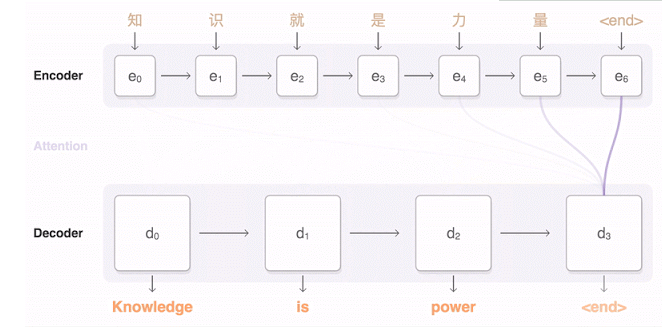 知 识 就 是 力 量 <end>
Encoder e₀ e₁ e₂ e₃ e₄ e₅ e₆
Attention
Decoder d₀ d₁ d₂ d₃
Knowledge is power <end>